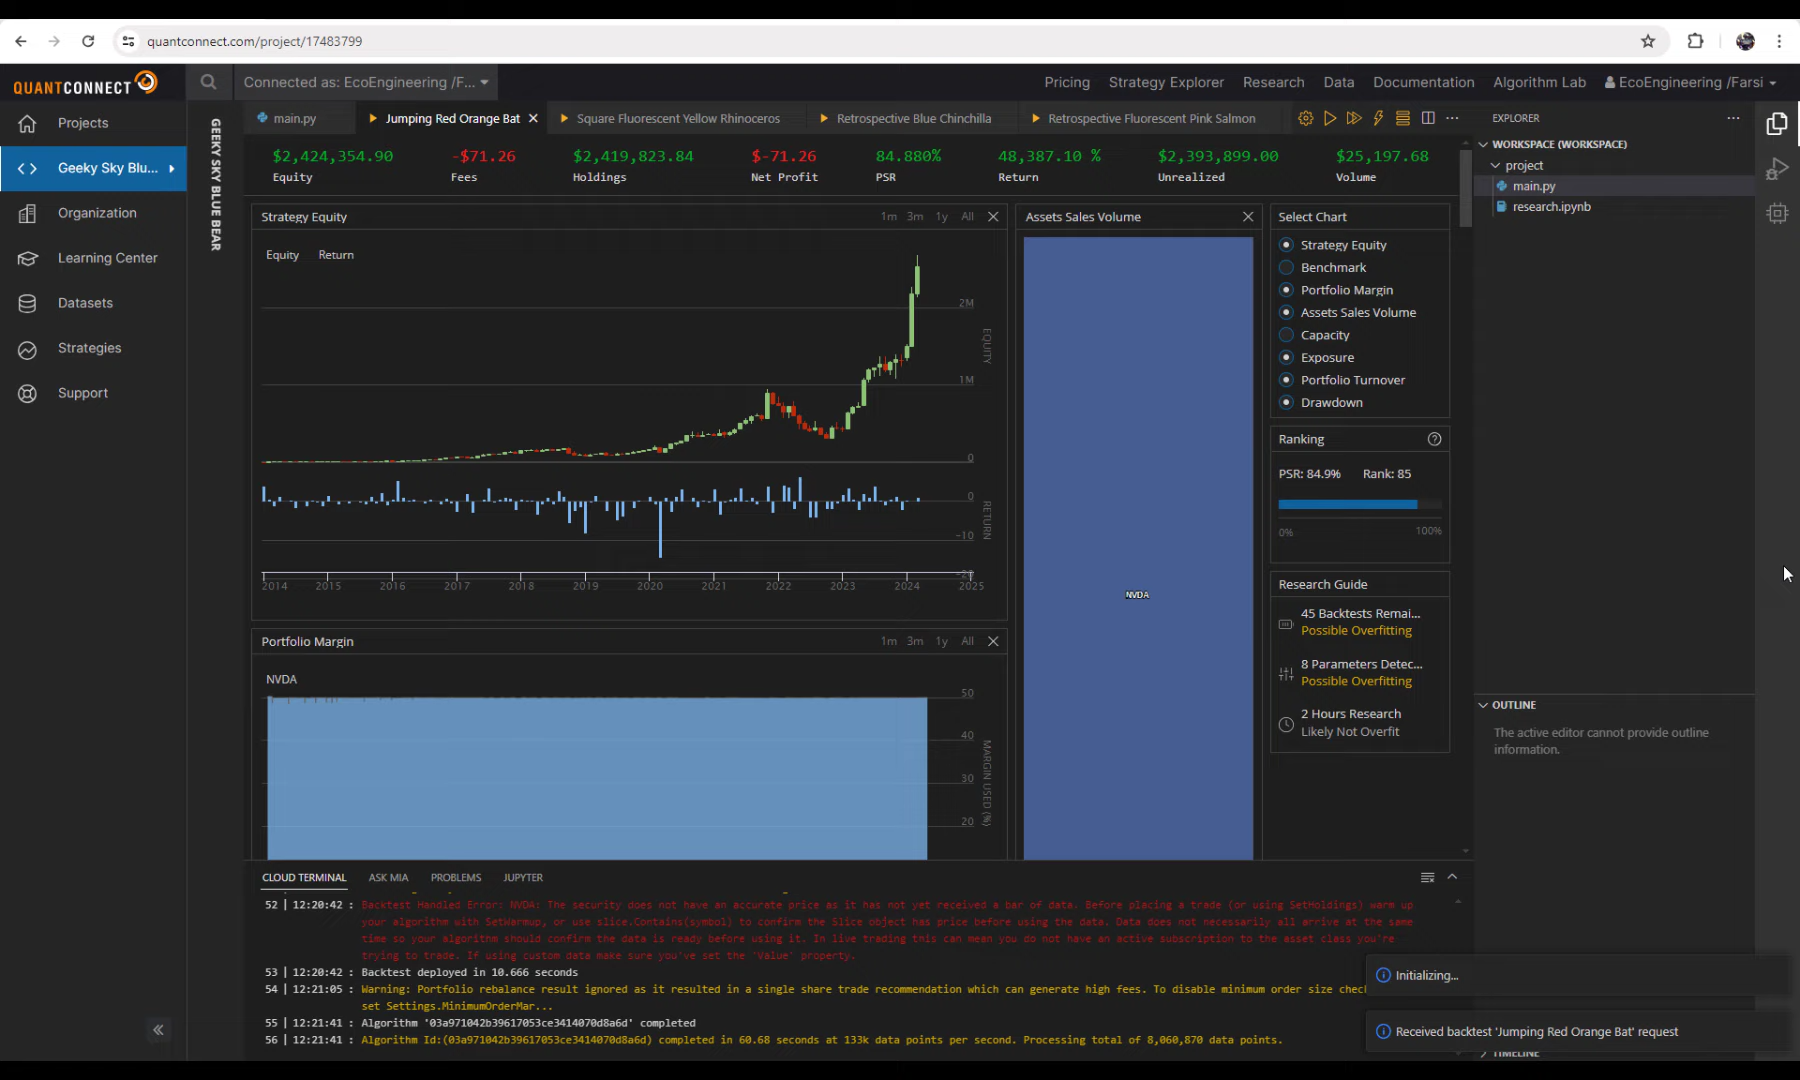 quantconnect.com/project/17483799
QUANTCONNECT
Connected as: EcoEngineering /F...
Pricing
Strategy Explorer
Research
Data
Documentation
Algorithm Lab
EcoEngineering /Farsi
Projects
Geeky Sky Blu...
Organization
Learning Center
Datasets
Strategies
Support
GEEKY SKY BLUE BEAR
main.py
Jumping Red Orange Bat
Square Fluorescent Yellow Rhinoceros
Retrospective Blue Chinchilla
Retrospective Fluorescent Pink Salmon
$2,424,354.90
-$71.26
$2,419,823.84
$-71.26
84.880%
48,387.10 %
$2,393,899.00
$25,197.68
Equity
Fees
Holdings
Net Profit
PSR
Return
Unrealized
Volume
Strategy Equity
1m 3m 1y All
Equity Return
2M
1M
0
EQUITY
0
-10
-20
RETURN
2014 2015 2016 2017 2018 2019 2020 2021 2022 2023 2024 2025
Portfolio Margin
1m 3m 1y All
NVDA
50
40
30
20
MARGIN USED (%)
Assets Sales Volume
NVDA
Select Chart
Strategy Equity
Benchmark
Portfolio Margin
Assets Sales Volume
Capacity
Exposure
Portfolio Turnover
Drawdown
Ranking
PSR: 84.9% Rank: 85
0% 100%
Research Guide
45 Backtests Remai...
Possible Overfitting
8 Parameters Detec...
Possible Overfitting
2 Hours Research
Likely Not Overfit
EXPLORER
WORKSPACE (WORKSPACE)
project
main.py
research.ipynb
OUTLINE
The active editor cannot provide outline
information.
CLOUD TERMINAL
ASK MIA
PROBLEMS
JUPYTER
52 | 12:20:42 : Backtest Handled Error: NVDA: The security does not have an accurate price as it has not yet received a bar of data. Before placing a trade (or using SetHoldings) warm up
your algorithm with SetWarmup, or use slice.Contains(symbol) to confirm the Slice object has price before using the data. Data does not necessarily all arrive at the same
time so your algorithm should confirm the data is ready before using it. In live trading this can mean you do not have an active subscription to the asset class you're
trying to trade. If using custom data make sure you've set the 'Value' property.
53 | 12:20:42 : Backtest deployed in 10.666 seconds
54 | 12:21:05 : Warning: Portfolio rebalance result ignored as it resulted in a single share trade recommendation which can generate high fees. To disable minimum order size chec
set Settings.MinimumOrderMar...
55 | 12:21:41 : Algorithm '03a971042b39617053ce3414070d8a6d' completed
56 | 12:21:41 : Algorithm Id:(03a971042b39617053ce3414070d8a6d) completed in 60.68 seconds at 133k data points per second. Processing total of 8,060,870 data points.
Initializing...
Received backtest 'Jumping Red Orange Bat' request
TIMELINE